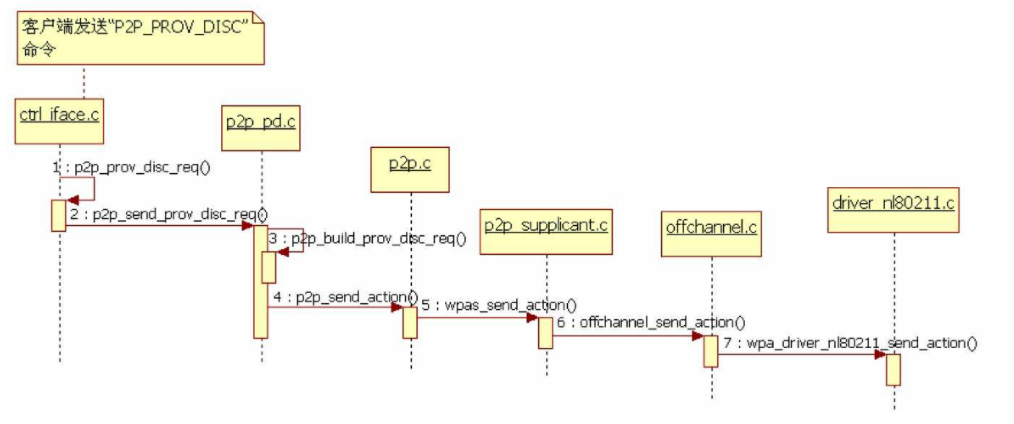 客户端发送“P2P_PROV_DISC”
命令
ctrl_iface.c
p2p_pd.c
p2p.c
p2p_supplicant.c
offchannel.c
driver_nl80211.c
1 : p2p_prov_disc_req()
2 : p2p_send_prov_disc_req()
3 : p2p_build_prov_disc_req()
4 : p2p_send_action()
5 : wpas_send_action()
6 : offchannel_send_action()
7 : wpa_driver_nl80211_send_action()